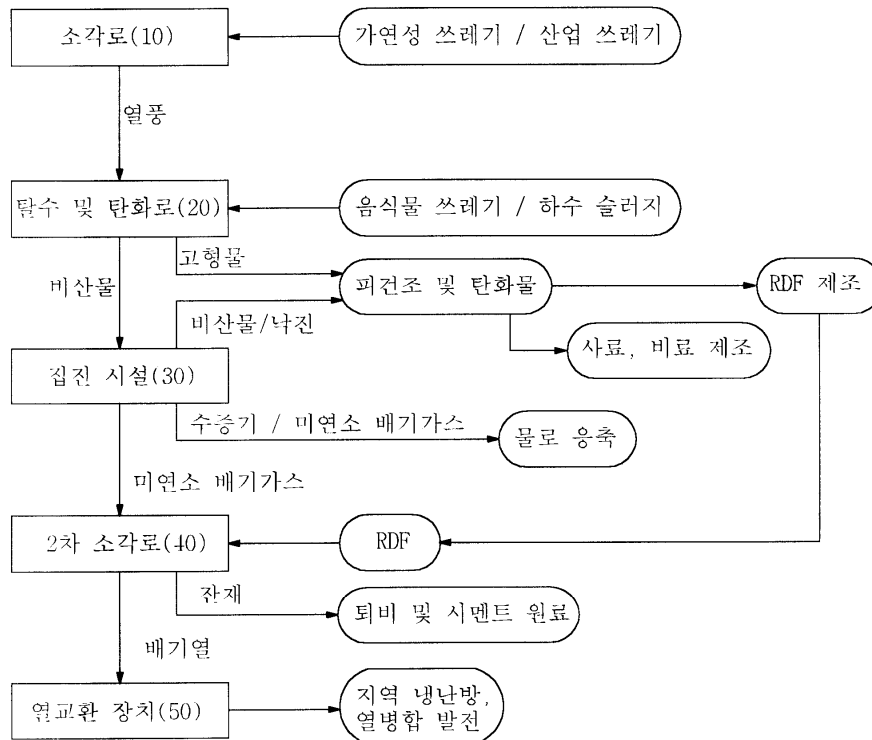 소각로(10)
가연성 쓰레기 / 산업 쓰레기
열풍
탈수 및 탄화로(20)
음식물 쓰레기 / 하수 슬러지
고형물
비산물
피건조 및 탄화물
RDF 제조
비산물/낙진
사료, 비료 제조
집진 시설(30)
수증기 / 미연소 배기가스
물로 응축
미연소 배기가스
2차 소각로(40)
RDF
잔재
퇴비 및 시멘트 원료
배기열
열교환 장치(50)
지역 냉난방,
열병합 발전